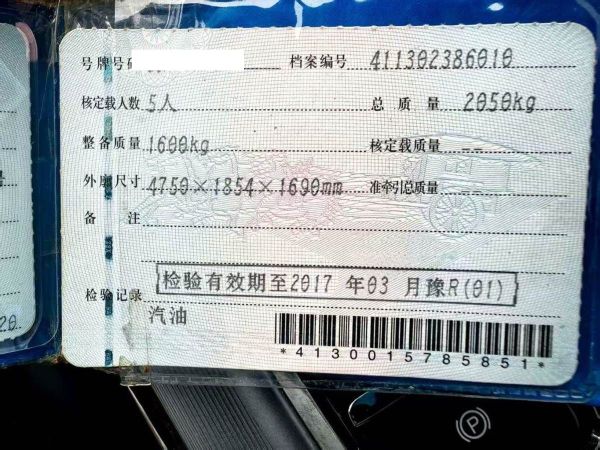 号牌号码 档案编号 411302386010
核定载人数 5人 总质量 2050kg
整备质量 1600kg 核定载质量 --
外廓尺寸 4750×1854×1690mm 准牵引总质量 --
备注
检验记录 检验有效期至2017年03月豫R(01)
汽油
*4130015785851*
20
P